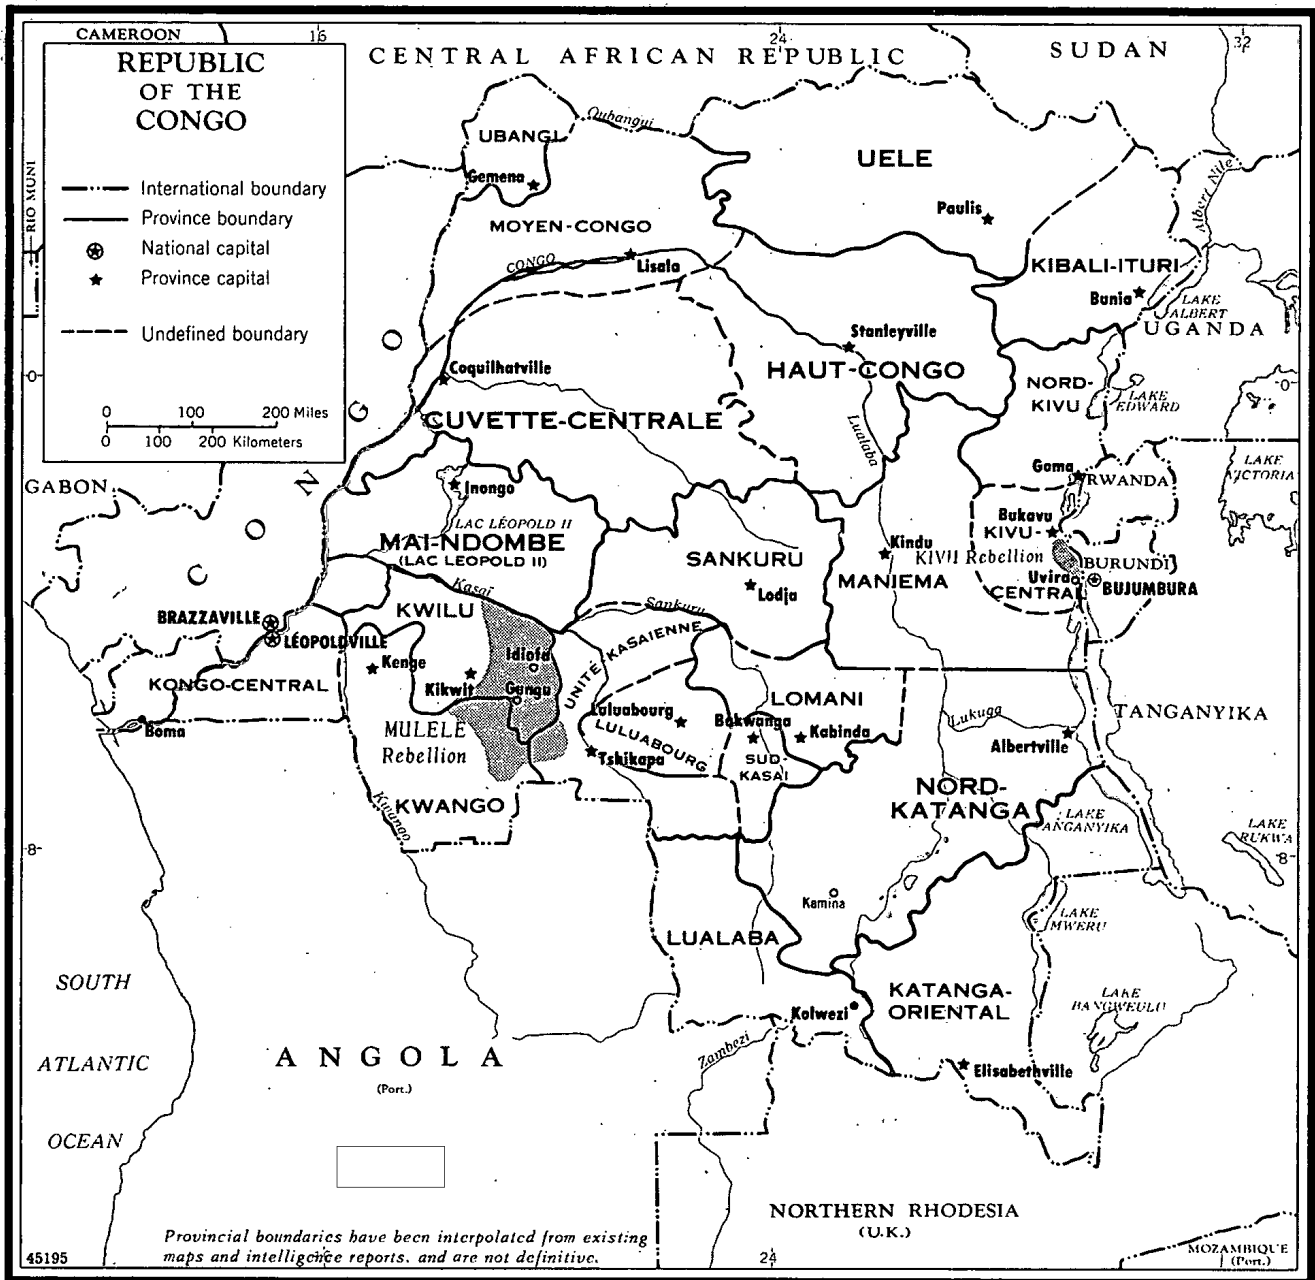 CAMEROON
16
CENTRAL AFRICAN REPUBLIC
24
SUDAN
32
REPUBLIC
OF THE
CONGO
International boundary
Province boundary
National capital
Province capital
Undefined boundary
0 100 200 Miles
0 100 200 Kilometers
RIO MUNI
Oubangui
UBANGI
Gemena
UELE
Paulis
Albert Nile
MOYEN-CONGO
CONGO
Lisala
KIBALI-ITURI
Bunia
LAKE
ALBERT
UGANDA
Stanleyville
HAUT-CONGO
0
Coquilhatville
NORD-
KIVU
LAKE
EDWARD
0
CUVETTE-CENTRALE
Lualaba
CONGO
GABON
Inongo
Goma
RWANDA
LAKE
VICTORIA
LAC LÉOPOLD II
MAI-NDOMBE
(LAC LÉOPOLD II)
SANKURU
Lodja
Kindu
MANIEMA
Bukavu
KIVU-
CENTRAL
KIVU Rebellion
Uvira
BURUNDI
BUJUMBURA
Kasai
KWILU
Sankuru
BRAZZAVILLE
LÉOPOLDVILLE
Kenge
Idiofa
UNITÉ-KASAIENNE
KONGO-CENTRAL
Kikwit
Gungu
LOMANI
Boma
MULELE
Rebellion
Luluabourg
LULUABOURG
Bakwanga
Kabinda
Lukuga
TANGANYIKA
Albertville
Tshikapa
SUD-
KASAI
KWANGO
Kwango
NORD-
KATANGA
LAKE
TANGANYIKA
LAKE
RUKWA
8
8
Kamina
LAKE
MWERU
LUALABA
SOUTH
ATLANTIC
OCEAN
Kolwezi
KATANGA-
ORIENTAL
LAKE
BANGWEULU
ANGOLA
(Port.)
Zambezi
Elisabethville
NORTHERN RHODESIA
(U.K.)
Provincial boundaries have been interpolated from existing
maps and intelligence reports, and are not definitive.
45195
24
MOZAMBIQUE
(Port.)